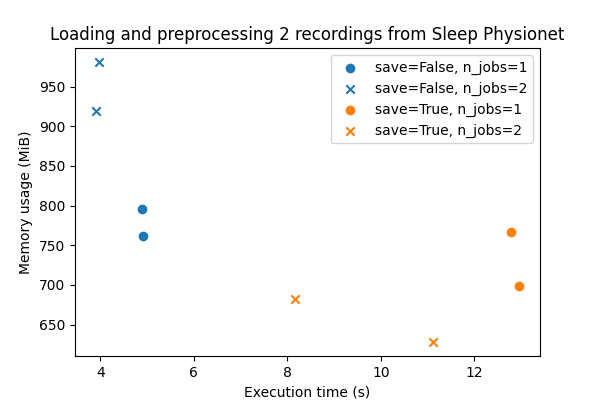 Loading and preprocessing 2 recordings from Sleep Physionet
save=False, n_jobs=1
save=False, n_jobs=2
save=True, n_jobs=1
save=True, n_jobs=2
Memory usage (MiB)
950
900
850
800
750
700
650
4 6 8 10 12
Execution time (s)